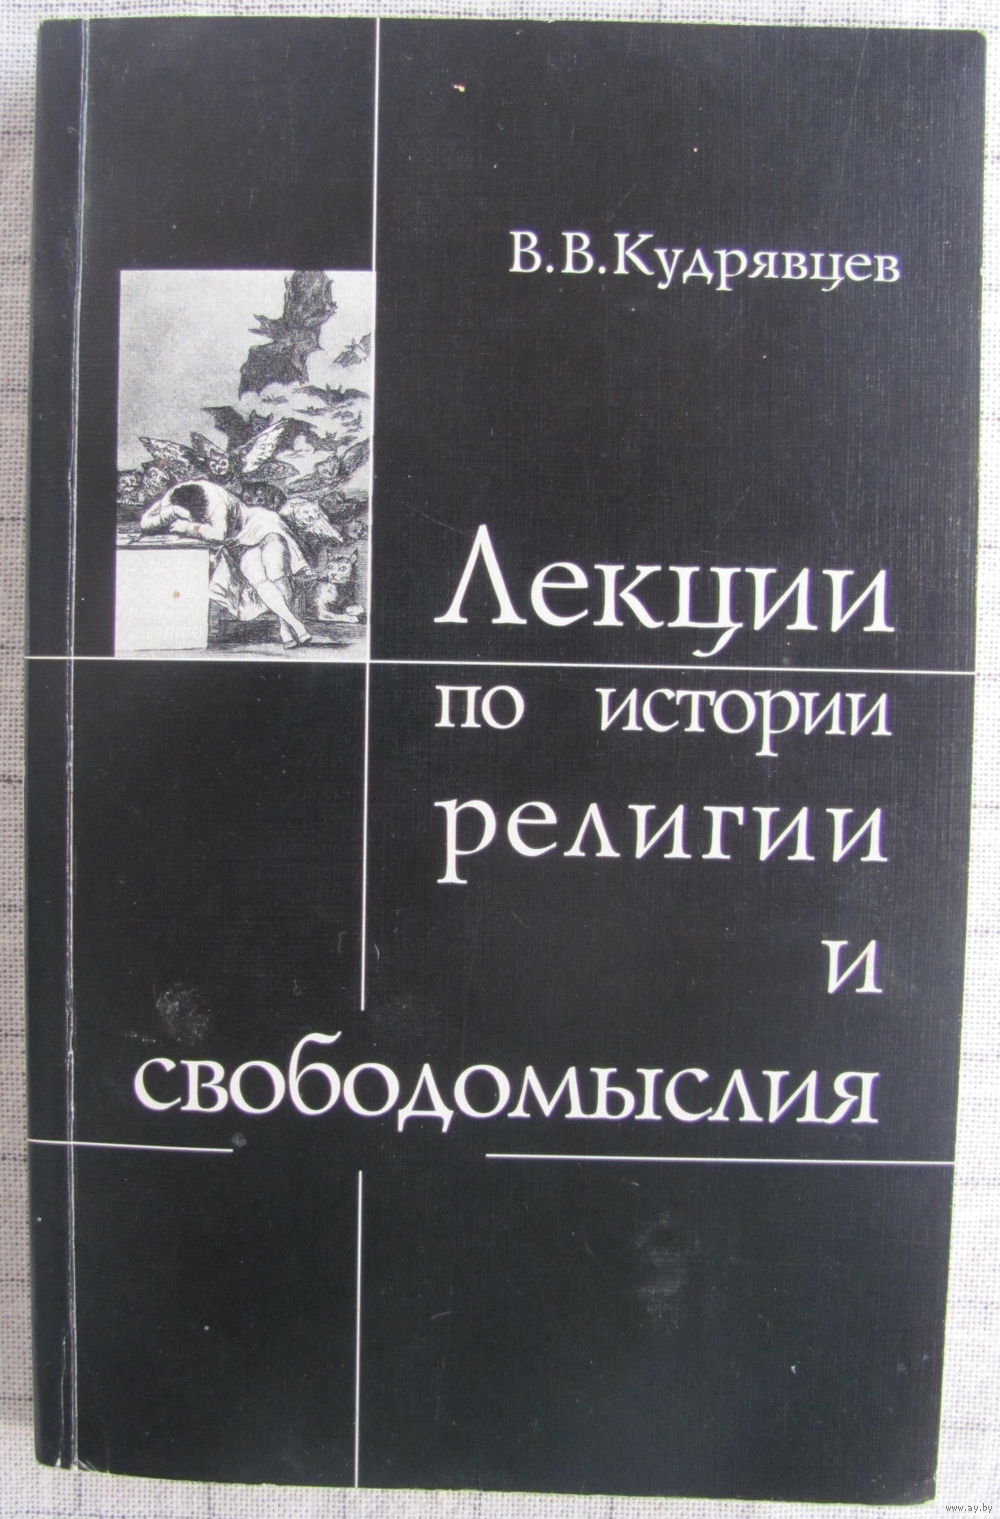 В.В.Кудрявцев
Лекции
по истории
религии
и
свободомыслия
www.ay.by